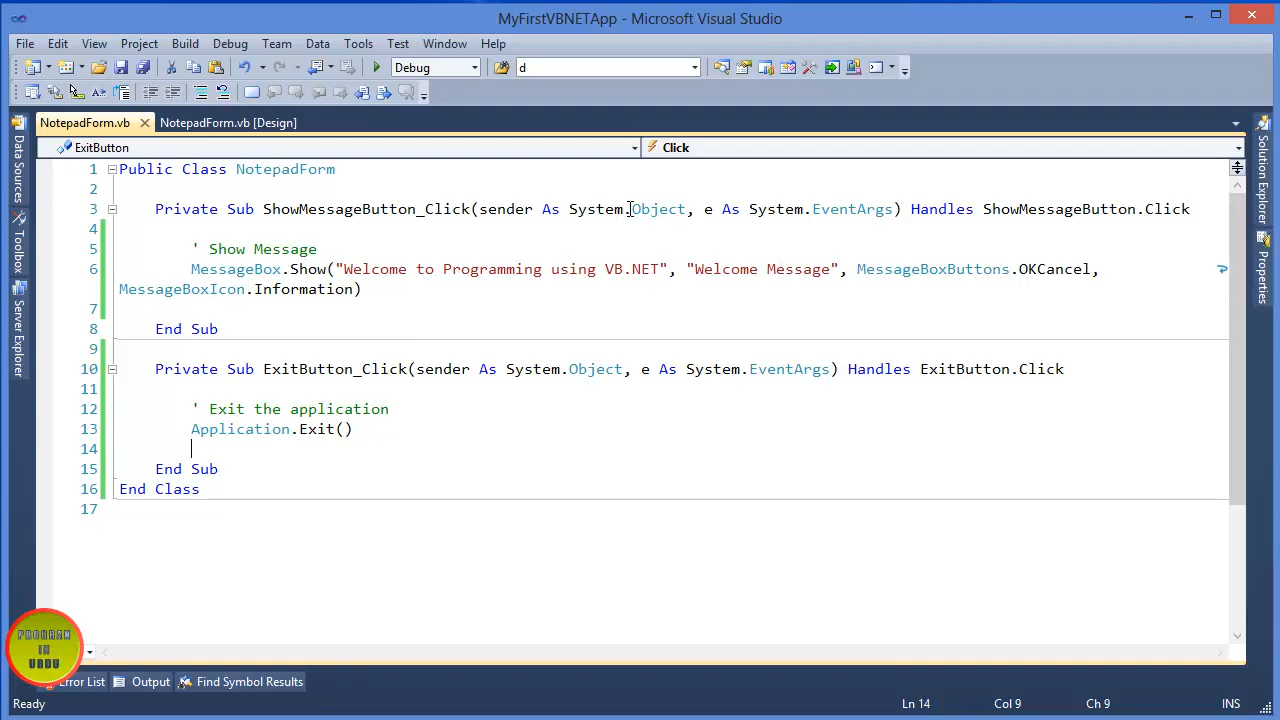 MyFirstVBNETApp - Microsoft Visual Studio
File Edit View Project Build Debug Team Data Tools Test Window Help
Debug d
NotepadForm.vb NotepadForm.vb [Design]
ExitButton Click
Data Sources
Toolbox
Server Explorer
Solution Explorer
Properties
1 Public Class NotepadForm
2
3 Private Sub ShowMessageButton_Click(sender As System.Object, e As System.EventArgs) Handles ShowMessageButton.Click
4
5 ' Show Message
6 MessageBox.Show("Welcome to Programming using VB.NET", "Welcome Message", MessageBoxButtons.OKCancel,
MessageBoxIcon.Information)
7
8 End Sub
9
10 Private Sub ExitButton_Click(sender As System.Object, e As System.EventArgs) Handles ExitButton.Click
11
12 ' Exit the application
13 Application.Exit()
14
15 End Sub
16 End Class
17
PROGRAM
IN
URDU
Error List Output Find Symbol Results
Ready Ln 14 Col 9 Ch 9 INS